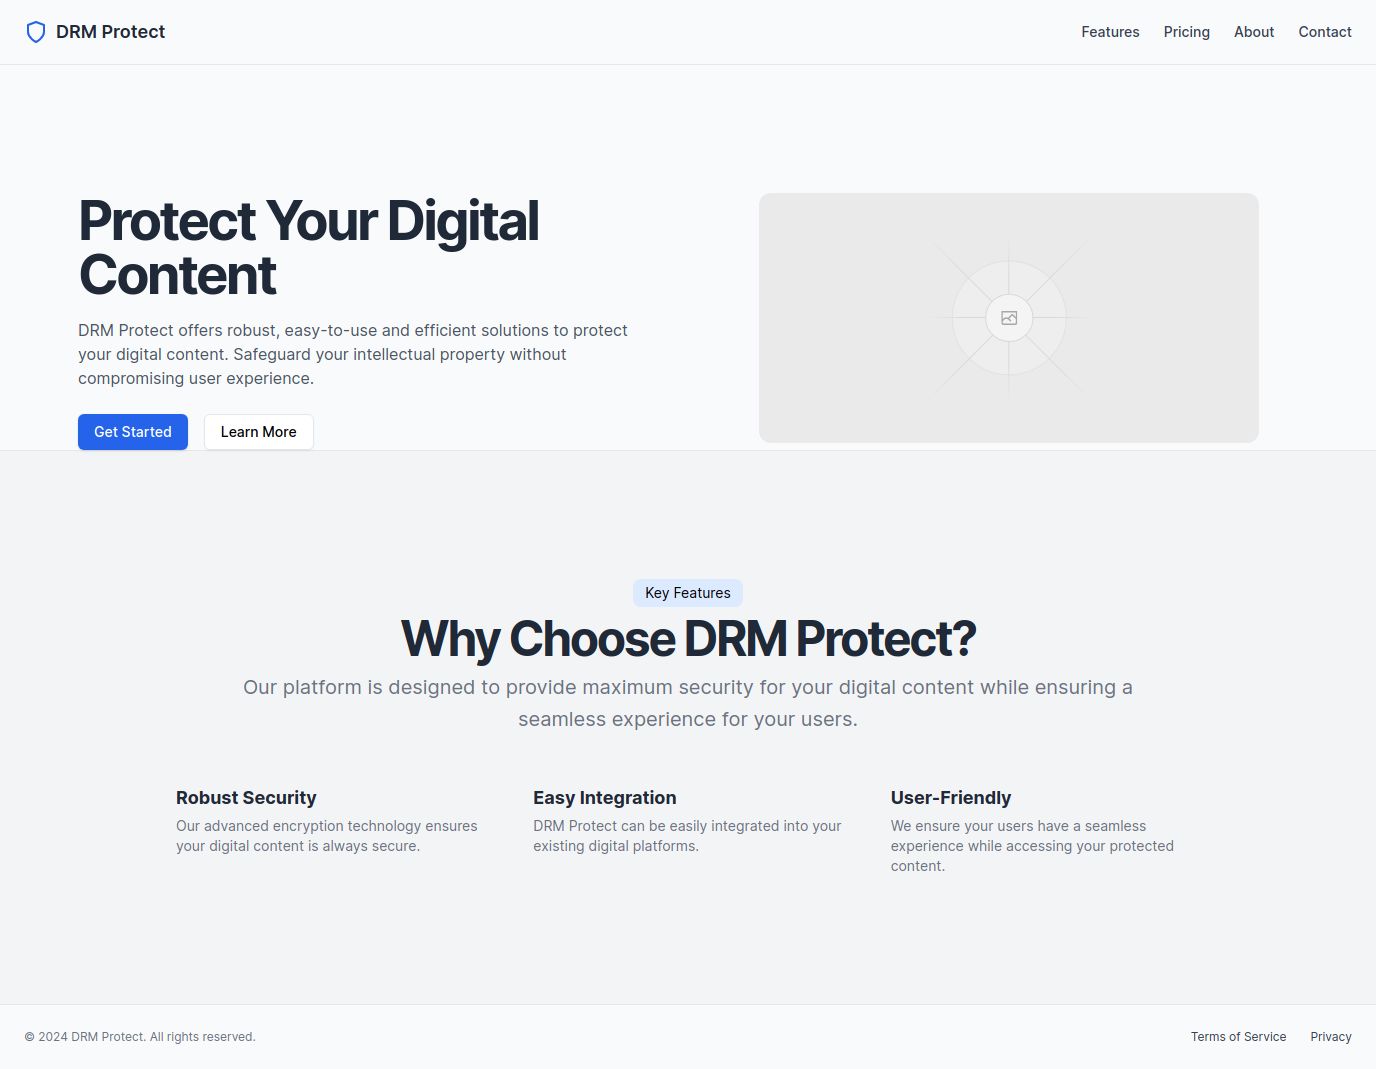 DRM Protect
Features
Pricing
About
Contact
Protect Your Digital
Content
DRM Protect offers robust, easy-to-use and efficient solutions to protect
your digital content. Safeguard your intellectual property without
compromising user experience.
Get Started
Learn More
Key Features
Why Choose DRM Protect?
Our platform is designed to provide maximum security for your digital content while ensuring a
seamless experience for your users.
Robust Security
Our advanced encryption technology ensures
your digital content is always secure.
Easy Integration
DRM Protect can be easily integrated into your
existing digital platforms.
User-Friendly
We ensure your users have a seamless
experience while accessing your protected
content.
© 2024 DRM Protect. All rights reserved.
Terms of Service
Privacy